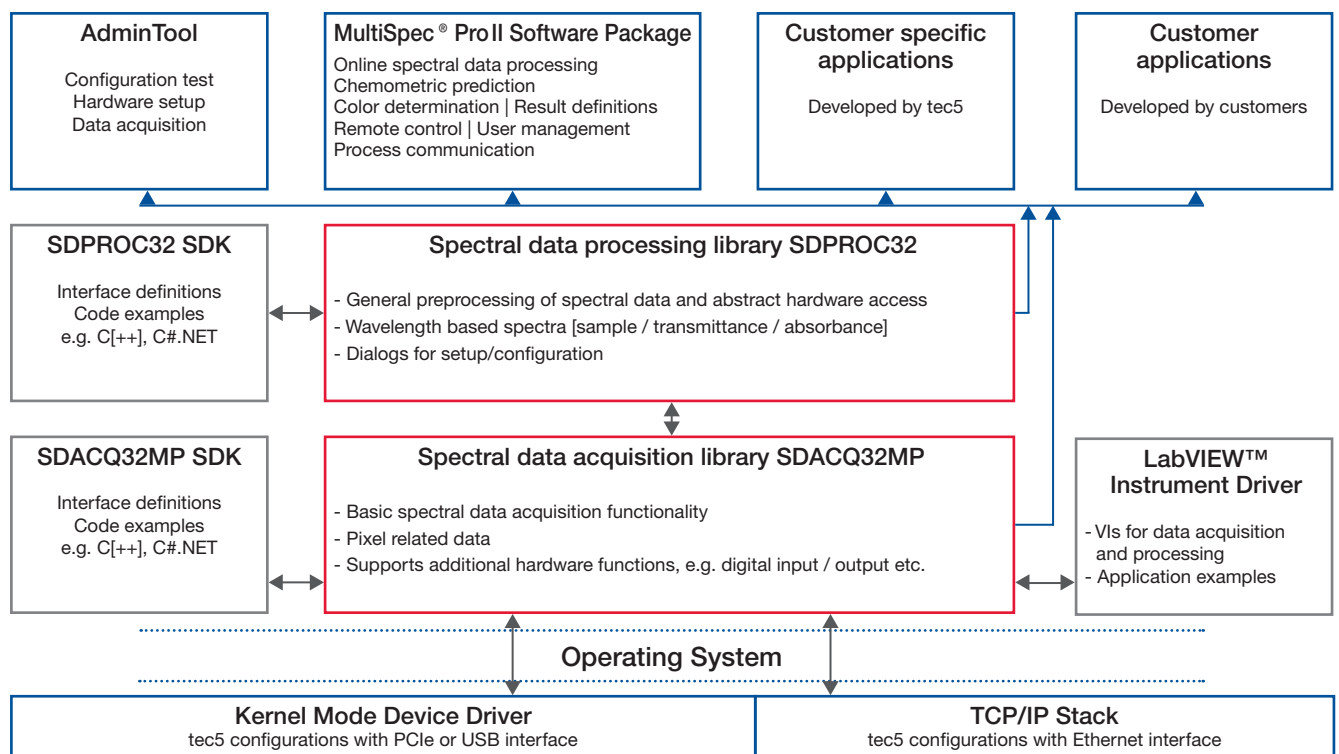 AdminTool
Configuration test
Hardware setup
Data acquisition
MultiSpec® Pro II Software Package
Online spectral data processing
Chemometric prediction
Color determination | Result definitions
Remote control | User management
Process communication
Customer specific
applications
Developed by tec5
Customer
applications
Developed by customers
SDPROC32 SDK
Interface definitions
Code examples
e.g. C[++], C#.NET
Spectral data processing library SDPROC32
- General preprocessing of spectral data and abstract hardware access
- Wavelength based spectra [sample / transmittance / absorbance]
- Dialogs for setup/configuration
SDACQ32MP SDK
Interface definitions
Code examples
e.g. C[++], C#.NET
Spectral data acquisition library SDACQ32MP
- Basic spectral data acquisition functionality
- Pixel related data
- Supports additional hardware functions, e.g. digital input / output etc.
LabVIEW™
Instrument Driver
- VIs for data acquisition
and processing
- Application examples
Operating System
Kernel Mode Device Driver
tec5 configurations with PCIe or USB interface
TCP/IP Stack
tec5 configurations with Ethernet interface